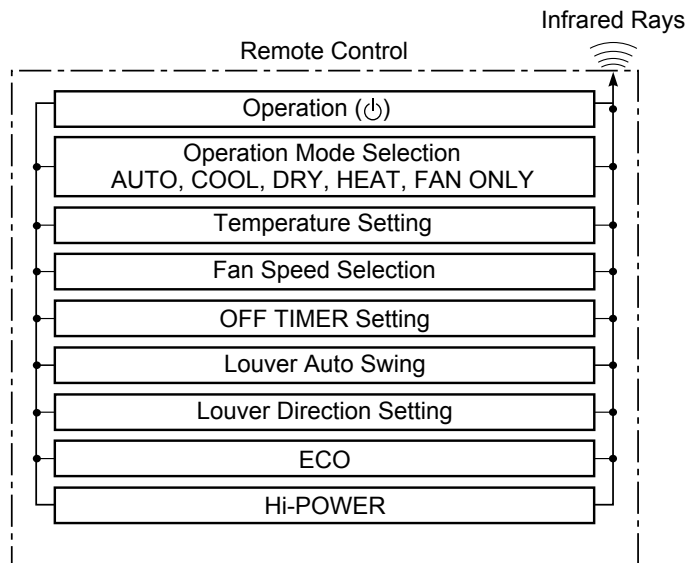 Infrared Rays
Remote Control
Operation (⏻)
Operation Mode Selection
AUTO, COOL, DRY, HEAT, FAN ONLY
Temperature Setting
Fan Speed Selection
OFF TIMER Setting
Louver Auto Swing
Louver Direction Setting
ECO
Hi-POWER